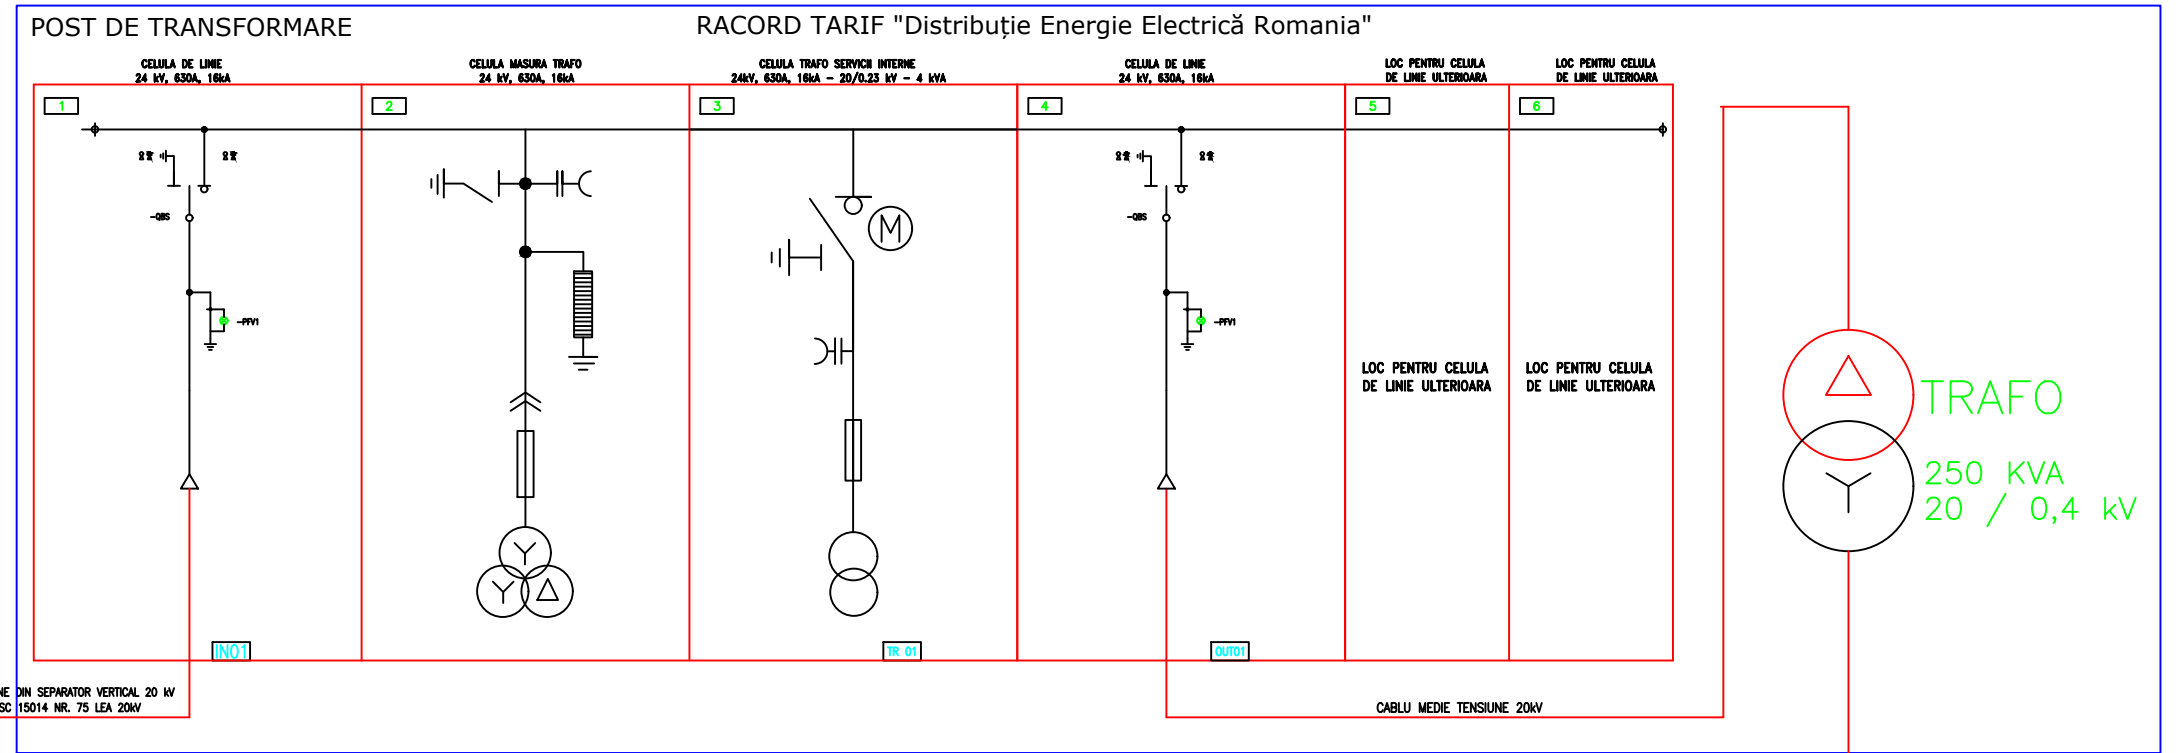 POST DE TRANSFORMARE
RACORD TARIF "Distribuție Energie Electrică Romania"
CELULA DE LINIE
24 kV, 630A, 16kA
CELULA MASURA TRAFO
24 kV, 630A, 16kA
CELULA TRAFO SERVICII INTERNE
24kV, 630A, 16kA - 20/0.23 kV - 4 kVA
CELULA DE LINIE
24 kV, 630A, 16kA
LOC PENTRU CELULA
DE LINIE ULTERIOARA
LOC PENTRU CELULA
DE LINIE ULTERIOARA
1
2
3
4
5
6
-QBS
-QBS
M
-PFV1
-PFV1
LOC PENTRU CELULA
DE LINIE ULTERIOARA
LOC PENTRU CELULA
DE LINIE ULTERIOARA
TRAFO
250 KVA
20 / 0,4 kV
IN01
TR 01
OUT01
DIN SEPARATOR VERTICAL 20 kV
15014 NR. 75 LEA 20kV
CABLU MEDIE TENSIUNE 20kV